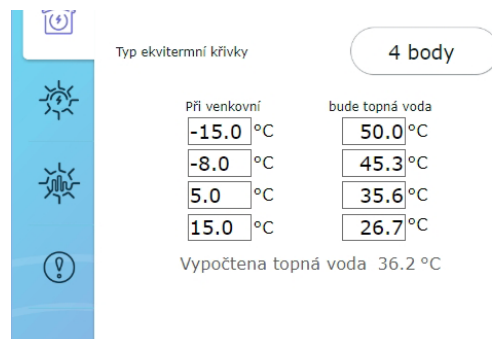 Typ ekvitermní křivky 4 body
Při venkovní bude topná voda
-15.0 °C 50.0 °C
-8.0 °C 45.3 °C
5.0 °C 35.6 °C
15.0 °C 26.7 °C
Vypočtena topná voda 36.2 °C